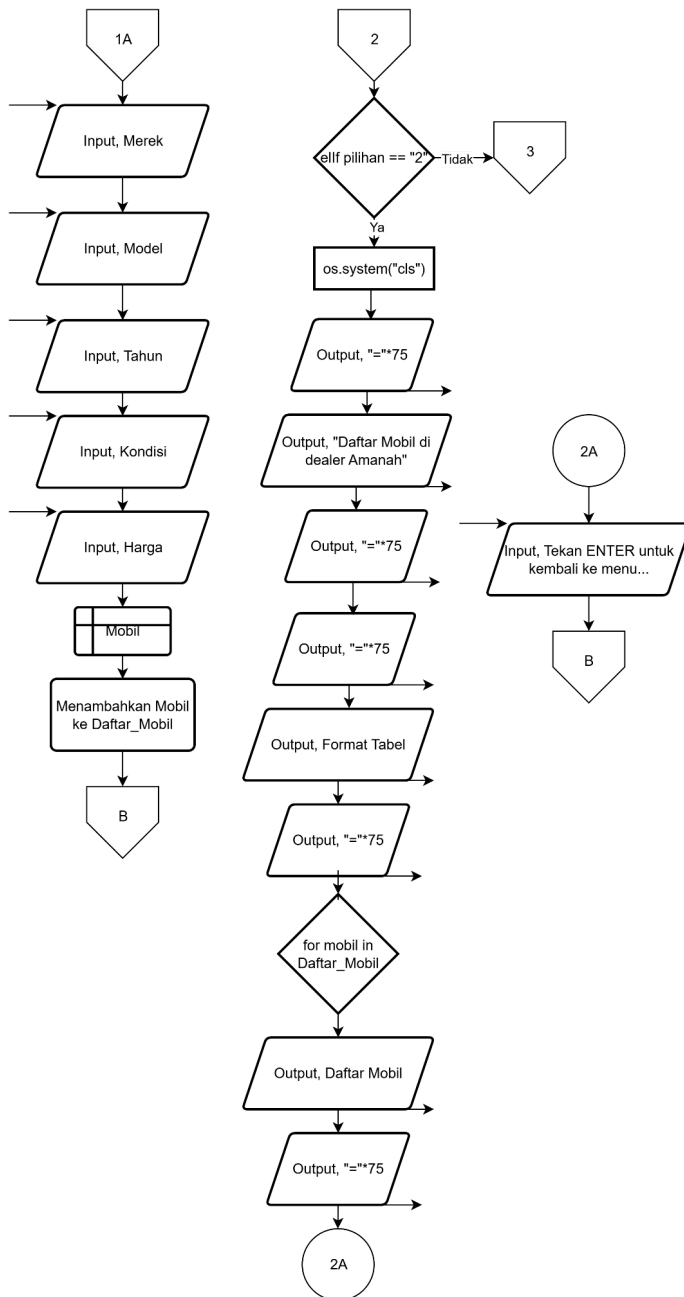 1A
Input, Merek
Input, Model
Input, Tahun
Input, Kondisi
Input, Harga
Mobil
Menambahkan Mobil
ke Daftar_Mobil
B
2
elIf pilihan == "2"
Tidak
3
Ya
os.system("cls")
Output, "="*75
Output, "Daftar Mobil di
dealer Amanah"
Output, "="*75
Output, "="*75
Output, Format Tabel
Output, "="*75
for mobil in
Daftar_Mobil
Output, Daftar Mobil
Output, "="*75
2A
2A
Input, Tekan ENTER untuk
kembali ke menu...
B